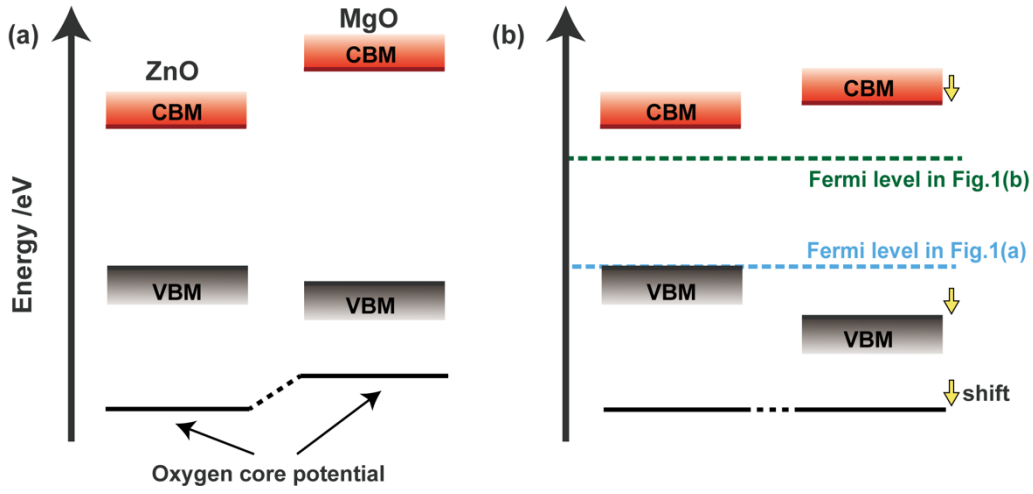 (a)
MgO
CBM
ZnO
CBM
VBM
VBM
Energy /eV
Oxygen core potential
(b)
CBM
CBM
Fermi level in Fig.1(b)
Fermi level in Fig.1(a)
VBM
VBM
shift